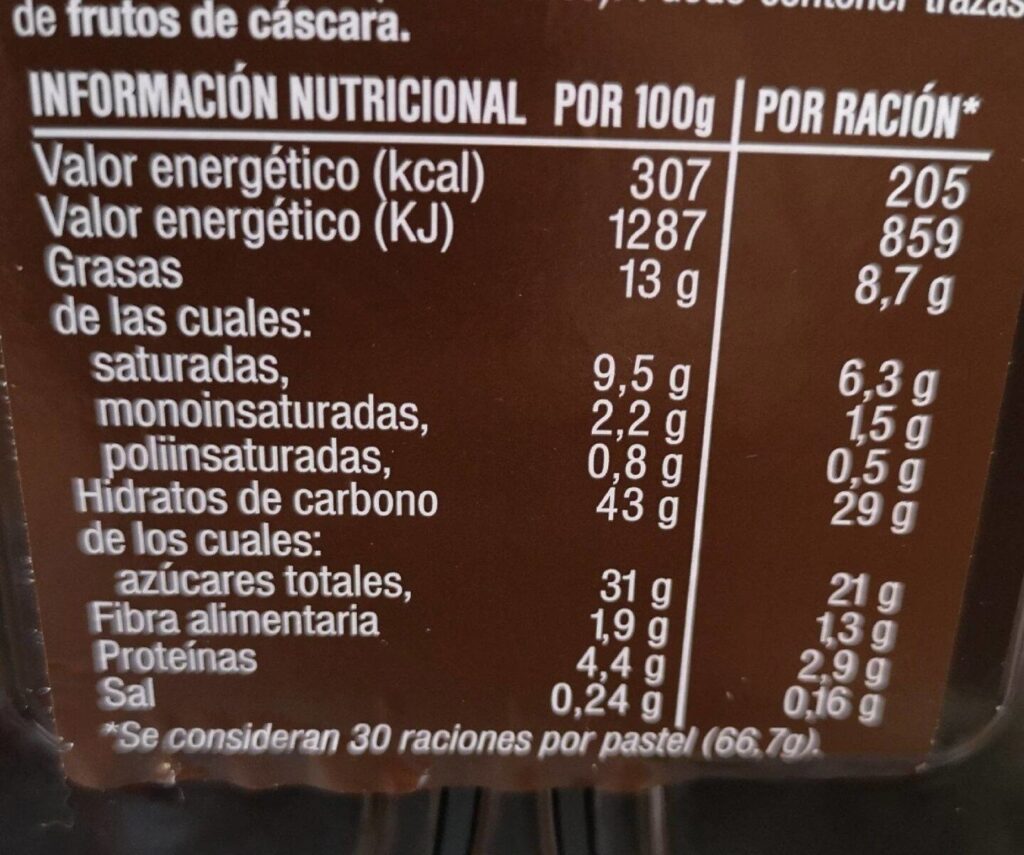 de frutos de cáscara.
INFORMACIÓN NUTRICIONAL POR 100g POR RACIÓN*
Valor energético (kcal) 307 205
Valor energético (KJ) 1287 859
Grasas 13 g 8,7 g
de las cuales:
saturadas, 9,5 g 6,3 g
monoinsaturadas, 2,2 g 1,5 g
poliinsaturadas, 0,8 g 0,5 g
Hidratos de carbono 43 g 29 g
de los cuales:
azúcares totales, 31 g 21 g
Fibra alimentaria 1,9 g 1,3 g
Proteínas 4,4 g 2,9 g
Sal 0,24 g 0,16 g
*Se consideran 30 raciones por pastel (66,7g).